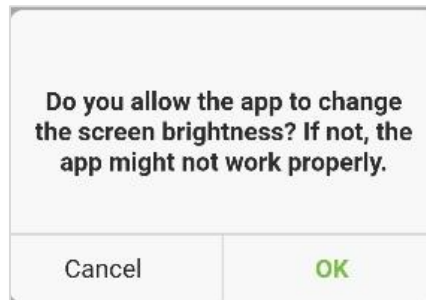 Do you allow the app to change
the screen brightness? If not, the
app might not work properly.
Cancel
OK